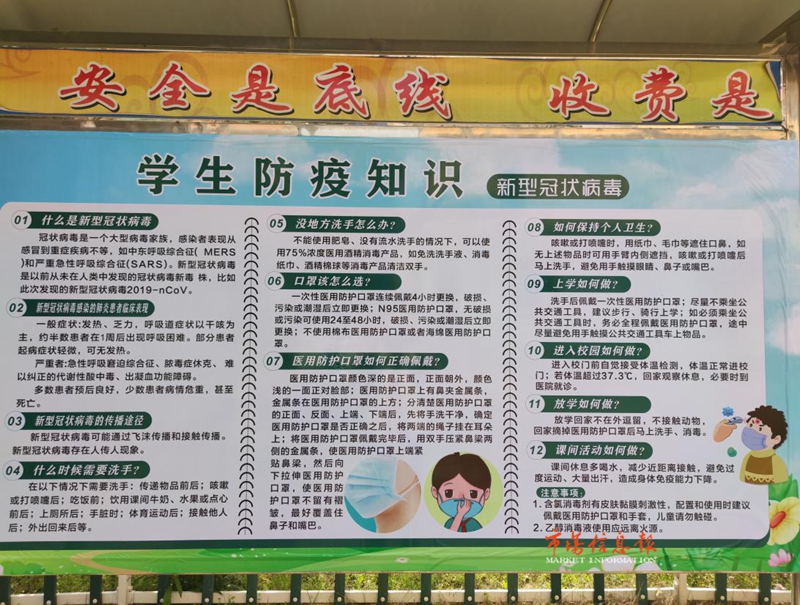 安全是底线 收费是
学生防疫知识 新型冠状病毒
01 什么是新型冠状病毒
冠状病毒是一个大型病毒家族，感染者表现从
感冒到重症疾病不等，如中东呼吸综合征( MERS
)和严重急性呼吸综合征(SARS)。新型冠状病毒
是以前从未在人类中发现的冠状病毒新毒 株，比如
此次发现的新型冠状病毒2019-nCoV。
02 新型冠状病毒感染的肺炎患者临床表现
一般症状:发热、乏力，呼吸道症状以干咳为
主，约半数患者在1周后出现呼吸困难。部分患者
起病症状轻微，可无发热。
严重者:急性呼吸窘迫综合征、脓毒症休克、难
以纠正的代谢性酸中毒、出凝血功能障碍。
多数患者预后良好，少数患者病情危重，甚至
死亡。
03 新型冠状病毒的传播途径
新型冠状病毒可能通过飞沫传播和接触传播。
新型冠状病毒存在人传人现象。
04 什么时候需要洗手?
在以下情况下需要洗手：传递物品前后；咳嗽
或打喷嚏后；吃饭前；饮用课间牛奶、水果或点心
前后；上厕所后；手脏时；体育运动后；接触他人
后；外出回来后等。
05 没地方洗手怎么办?
不能使用肥皂、没有流水洗手的情况下，可以使
用75%浓度医用酒精消毒产品，如免洗洗手液、消毒
纸巾、酒精棉球等消毒产品清洁双手。
06 口罩该怎么选?
一次性医用防护口罩连续佩戴4小时更换，破损、
污染或潮湿后立即更换；N95医用防护口罩，无破损
或污染可使用24至48小时，破损、污染或潮湿后立即
更换；不使用棉布医用防护口罩或者海绵医用防护口
罩。
07 医用防护口罩如何正确佩戴?
医用防护口罩颜色深的是正面，正面朝外，颜色
浅的一面正对脸部；医用防护口罩上有鼻夹金属条，
金属条在医用防护口罩的上方；分清楚医用防护口罩
的正面、反面、上端、下端后，先将手洗干净，确定
医用防护口罩是否正确之后，将两端的绳子挂在耳朵
上；将医用防护口罩佩戴完毕后，用双手压紧鼻梁两
侧的金属条，使医用防护口罩上端紧
贴鼻梁，然后向
下拉伸医用防护
口罩，使医用防
护口罩不留有褶
皱，最好覆盖住
鼻子和嘴巴。
08 如何保持个人卫生?
咳嗽或打喷嚏时，用纸巾、毛巾等遮住口鼻，如
无上述物品时可用手臂内侧遮挡，咳嗽或打喷嚏后
马上洗手，避免用手触摸眼睛、鼻子或嘴巴。
09 上学如何做?
洗手后佩戴一次性医用防护口罩；尽量不乘坐公
共交通工具，建议步行、骑行上学；如必须乘坐公
共交通工具时，务必全程佩戴医用防护口罩，途中
尽量避免用手触摸公共交通工具车上物品。
10 进入校园如何做?
进入校门前自觉接受体温检测，体温正常进校
门；若体温超过37.3℃，回家观察休息，必要时到
医院就诊。
11 放学如何做?
放学回家不在外逗留，不接触动物，
回家摘掉医用防护口罩后马上洗手、消毒。
12 课间活动如何做?
课间休息多喝水，减少近距离接触，避免过
度运动、大量出汗，造成身体免疫能力下降。
注意事项：
1. 含氯消毒剂有皮肤黏膜刺激性，配置和使用时建议
佩戴医用防护口罩和手套，儿童请勿触碰。
2. 乙醇消毒液使用应远离火源。
市场信息报
MARKET INFORMATION